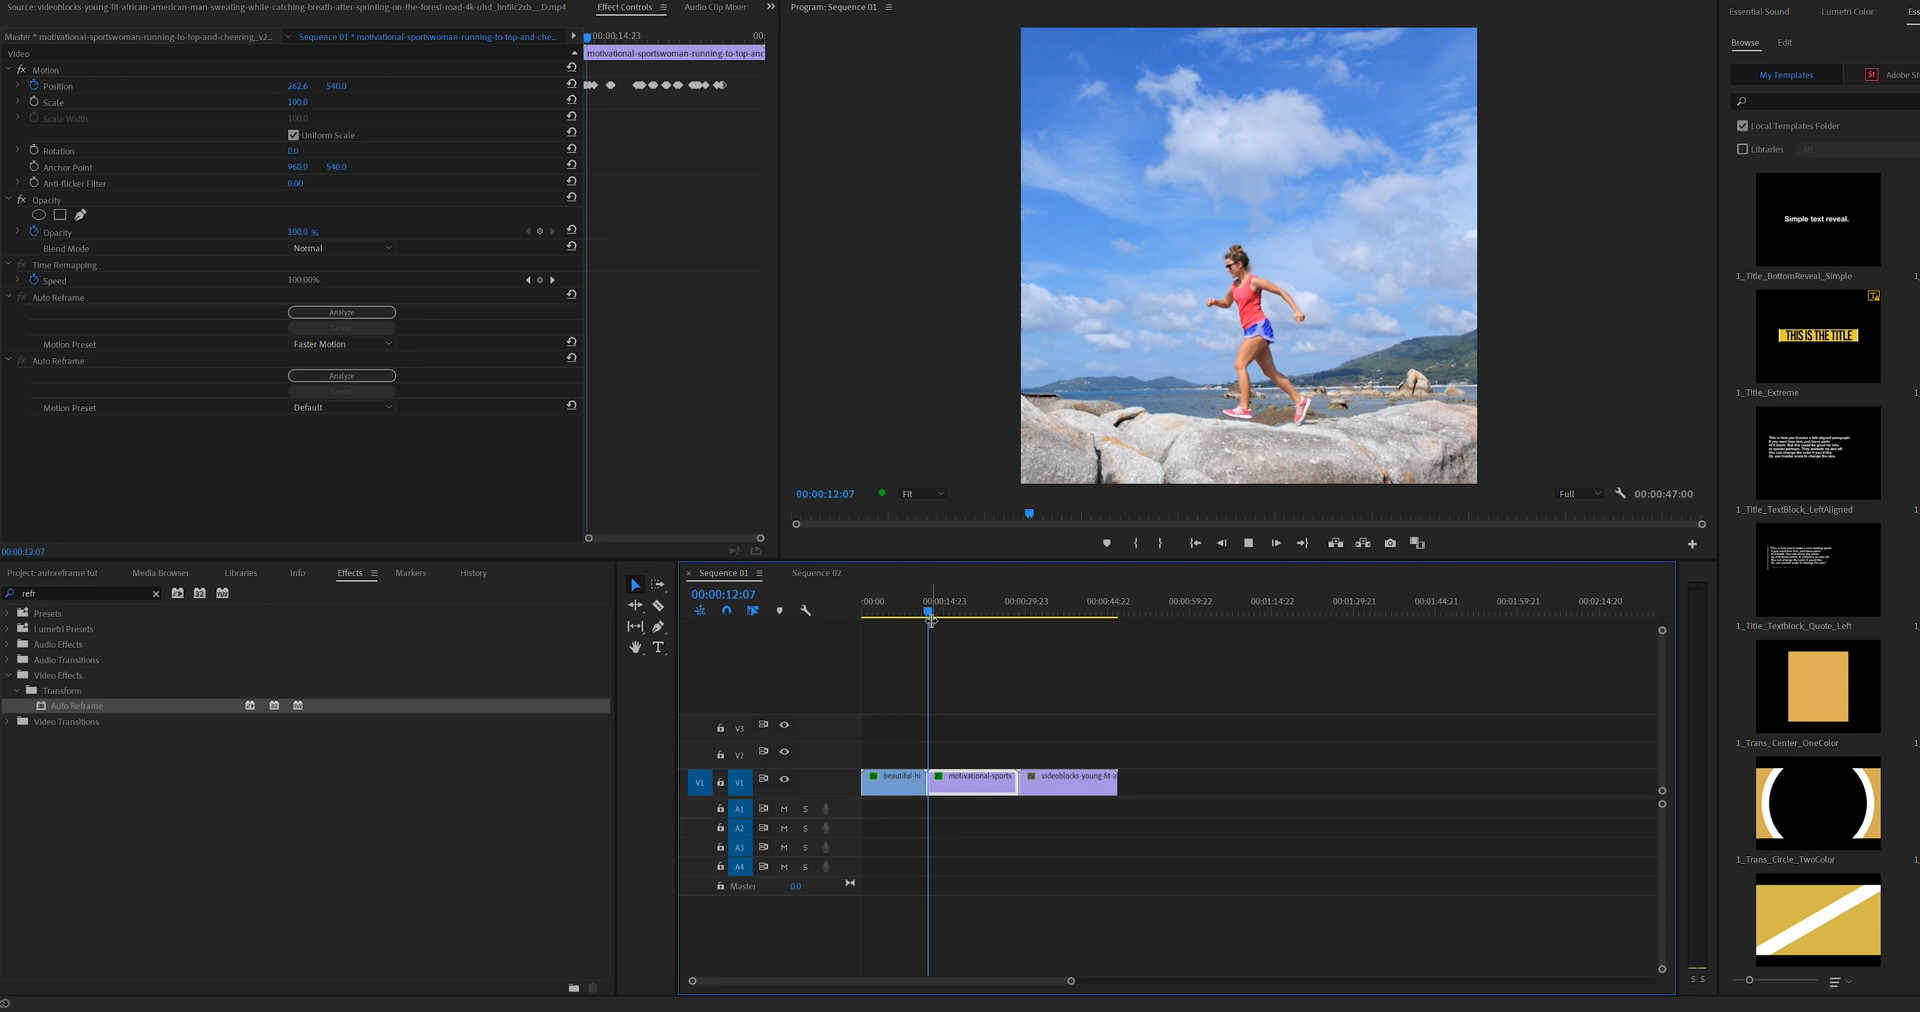 Source: videoblocks-young-fit-african-american-man-sweating-while-catching-breath-after-sprinting-on-the-forest-road-4k-uhd_bntiic2xb__D.mp4
Effect Controls
Audio Clip Mixer
Program: Sequence 01
Essential Sound
Lumetri Color
Master * motivational-sportswoman-running-to-top-and-cheering_v2...
Sequence 01 * motivational-sportswoman-running-to-top-and-che...
00:00:14:23
00:
Video
motivational-sportswoman-running-to-top-and
fx Motion
Position 262.6 540.0
Scale 100.0
Scale Width 100.0
Uniform Scale
Rotation 0.0
Anchor Point 960.0 540.0
Anti-flicker Filter 0.00
fx Opacity
Opacity 100.0 %
Blend Mode Normal
fx Time Remapping
Speed 100.00%
fx Auto Reframe
Analyze
Cancel
Motion Preset Faster Motion
fx Auto Reframe
Analyze
Cancel
Motion Preset Default
00:00:12:07
00:00:12:07
Fit
Full
00:00:47:00
Browse
Edit
My Templates
St Adobe St
Local Templates Folder
Libraries
All
Simple text reveal.
1_Title_BottomReveal_Simple
THIS IS THE TITLE
1_Title_Extreme
1_Title_TextBlock_LeftAligned
1_Title_Textblock_Quote_Left
1_Trans_Center_OneColor
1_Trans_Circle_TwoColor
Project: autoreframe tut
Media Browser
Libraries
Info
Effects
Markers
History
refr
Presets
Lumetri Presets
Audio Effects
Audio Transitions
Video Effects
Transform
Auto Reframe
Video Transitions
Sequence 01
Sequence 02
00:00:12:07
:00:00
00:00:14:23
00:00:29:23
00:00:44:22
00:00:59:22
00:01:14:22
00:01:29:21
00:01:44:21
00:01:59:21
00:02:14:20
V3
V2
V1 V1
beautiful-hi
motivational-sports
videoblocks-young-fit-a
A1 M S
A2 M S
A3 M S
A4 M S
Master 0.0
S S